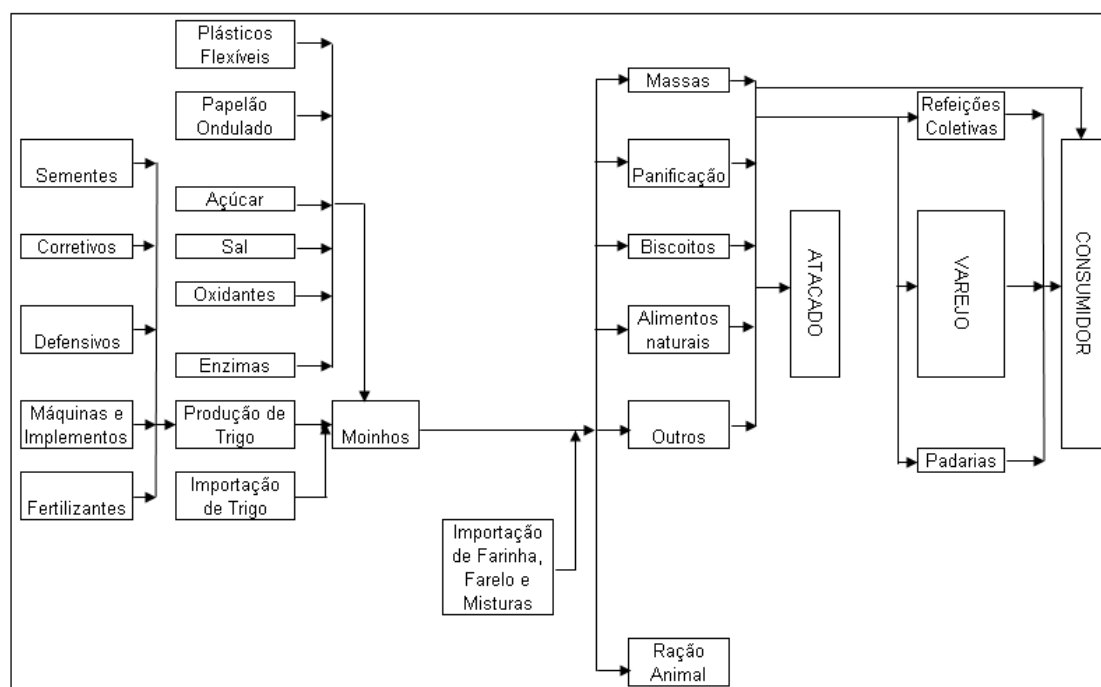 Plásticos
Flexíveis
Papelão
Ondulado
Sementes
Açúcar
Corretivos
Sal
Oxidantes
Defensivos
Enzimas
Máquinas e
Implementos
Produção de
Trigo
Moinhos
Fertilizantes
Importação
de Trigo
Importação
de Farinha,
Farelo e
Misturas
Massas
Panificação
Biscoitos
Alimentos
naturais
Outros
Ração
Animal
ATACADO
Refeições
Coletivas
VAREJO
Padarias
CONSUMIDOR